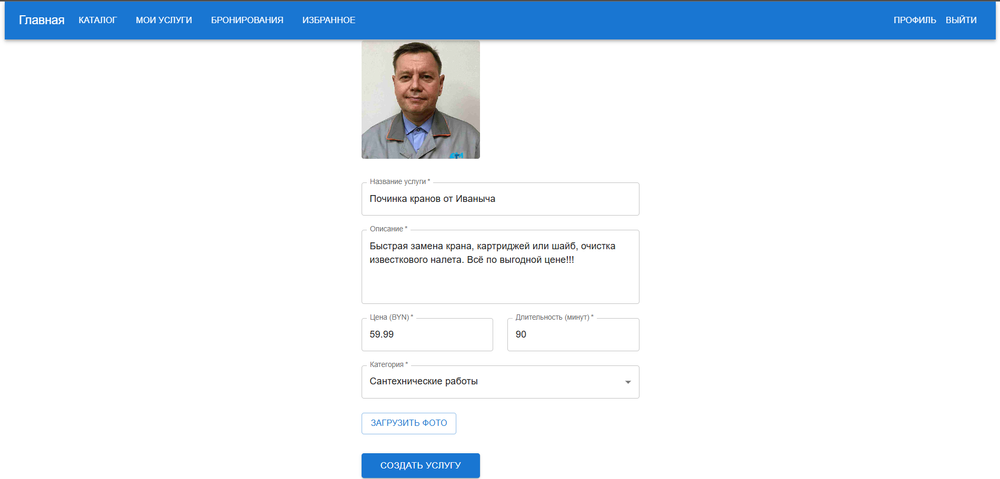 Главная КАТАЛОГ МОИ УСЛУГИ БРОНИРОВАНИЯ ИЗБРАННОЕ ПРОФИЛЬ ВЫЙТИ
Название услуги *
Починка кранов от Иваныча
Описание *
Быстрая замена крана, картриджей или шайб, очистка
известкового налета. Всё по выгодной цене!!!
Цена (BYN) * Длительность (минут) *
59.99 90
Категория *
Сантехнические работы
ЗАГРУЗИТЬ ФОТО
СОЗДАТЬ УСЛУГУ